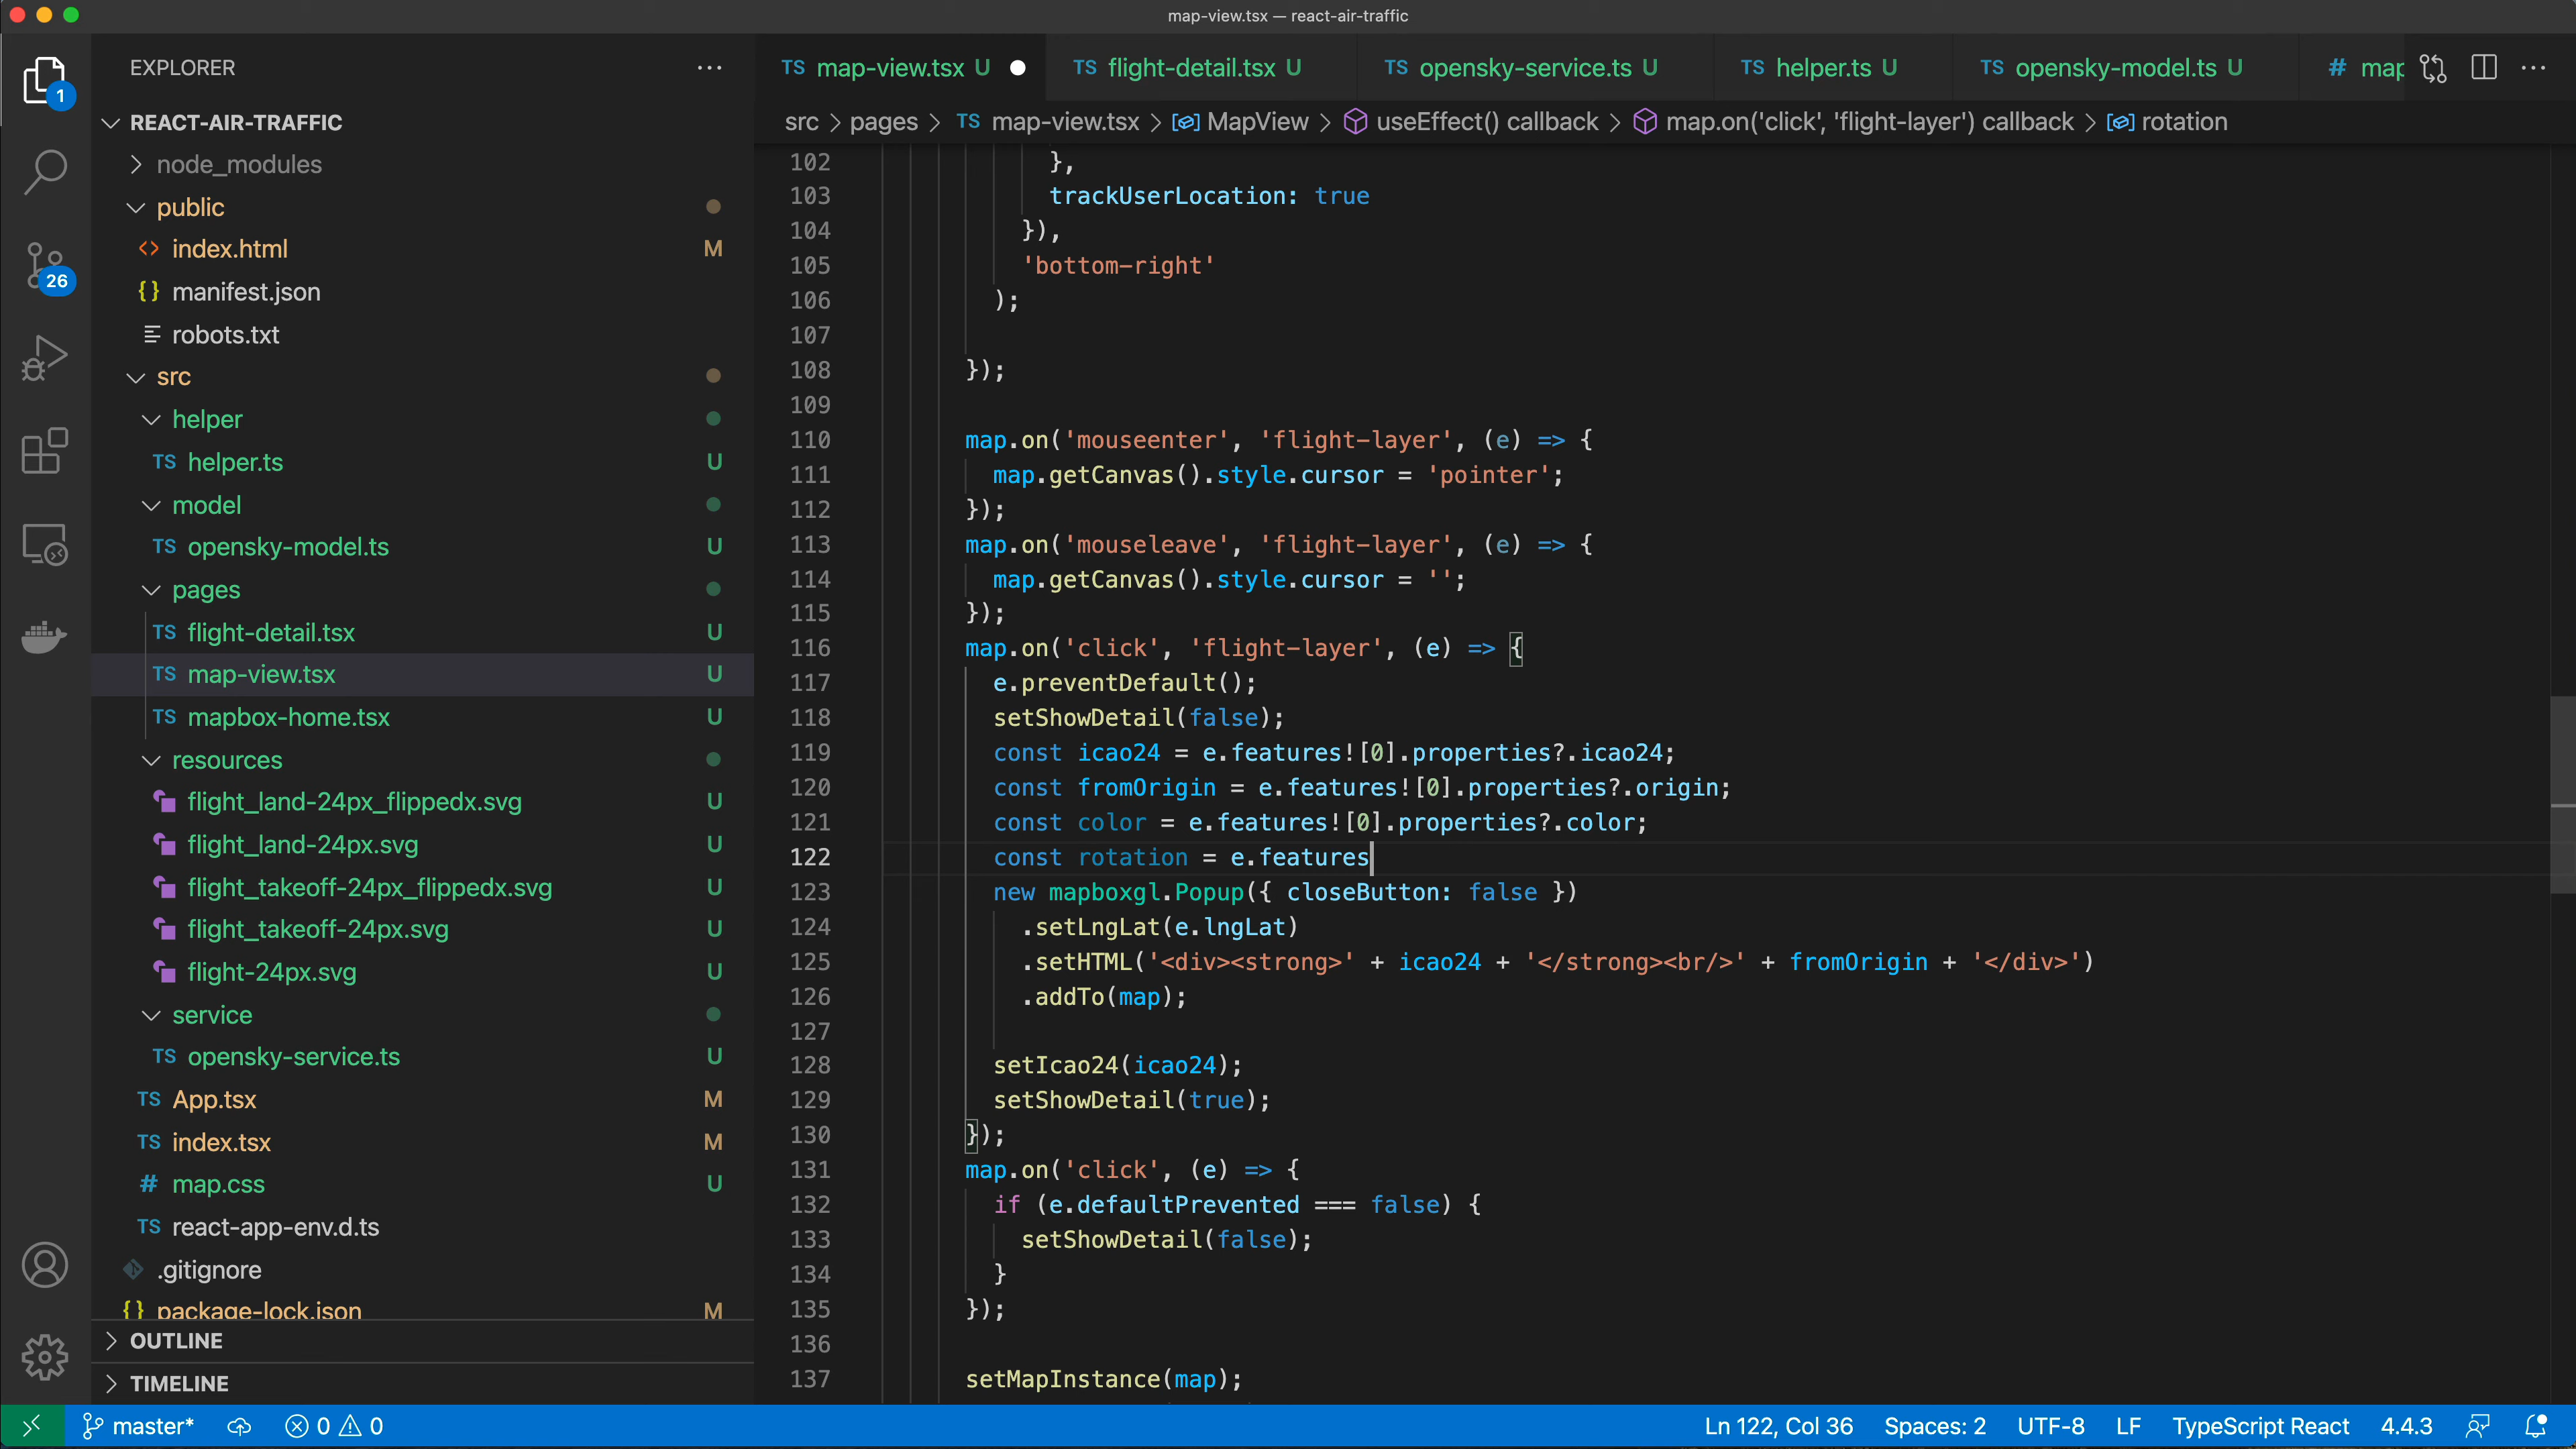 map-view.tsx — react-air-traffic
EXPLORER
1
REACT-AIR-TRAFFIC
node_modules
public
index.html M
manifest.json
robots.txt
src
26
helper
TS helper.ts U
model
TS opensky-model.ts U
pages
TS flight-detail.tsx U
TS map-view.tsx U
TS mapbox-home.tsx U
resources
flight_land-24px_flippedx.svg U
flight_land-24px.svg U
flight_takeoff-24px_flippedx.svg U
flight_takeoff-24px.svg U
flight-24px.svg U
service
TS opensky-service.ts U
TS App.tsx M
TS index.tsx M
# map.css U
TS react-app-env.d.ts
.gitignore
{} package-lock.json M
OUTLINE
TIMELINE
TS map-view.tsx U TS flight-detail.tsx U TS opensky-service.ts U TS helper.ts U TS opensky-model.ts U # map
src > pages > TS map-view.tsx > MapView > useEffect() callback > map.on('click', 'flight-layer') callback > rotation
102 },
103 trackUserLocation: true
104 }),
105 'bottom-right'
106 );
107
108 });
109
110 map.on('mouseenter', 'flight-layer', (e) => {
111 map.getCanvas().style.cursor = 'pointer';
112 });
113 map.on('mouseleave', 'flight-layer', (e) => {
114 map.getCanvas().style.cursor = '';
115 });
116 map.on('click', 'flight-layer', (e) => {
117 e.preventDefault();
118 setShowDetail(false);
119 const icao24 = e.features![0].properties?.icao24;
120 const fromOrigin = e.features![0].properties?.origin;
121 const color = e.features![0].properties?.color;
122 const rotation = e.features
123 new mapboxgl.Popup({ closeButton: false })
124 .setLngLat(e.lngLat)
125 .setHTML('<div><strong>' + icao24 + '</strong><br/>' + fromOrigin + '</div>')
126 .addTo(map);
127
128 setIcao24(icao24);
129 setShowDetail(true);
130 });
131 map.on('click', (e) => {
132 if (e.defaultPrevented === false) {
133 setShowDetail(false);
134 }
135 });
136
137 setMapInstance(map);
master* 0 0 Ln 122, Col 36 Spaces: 2 UTF-8 LF TypeScript React 4.4.3